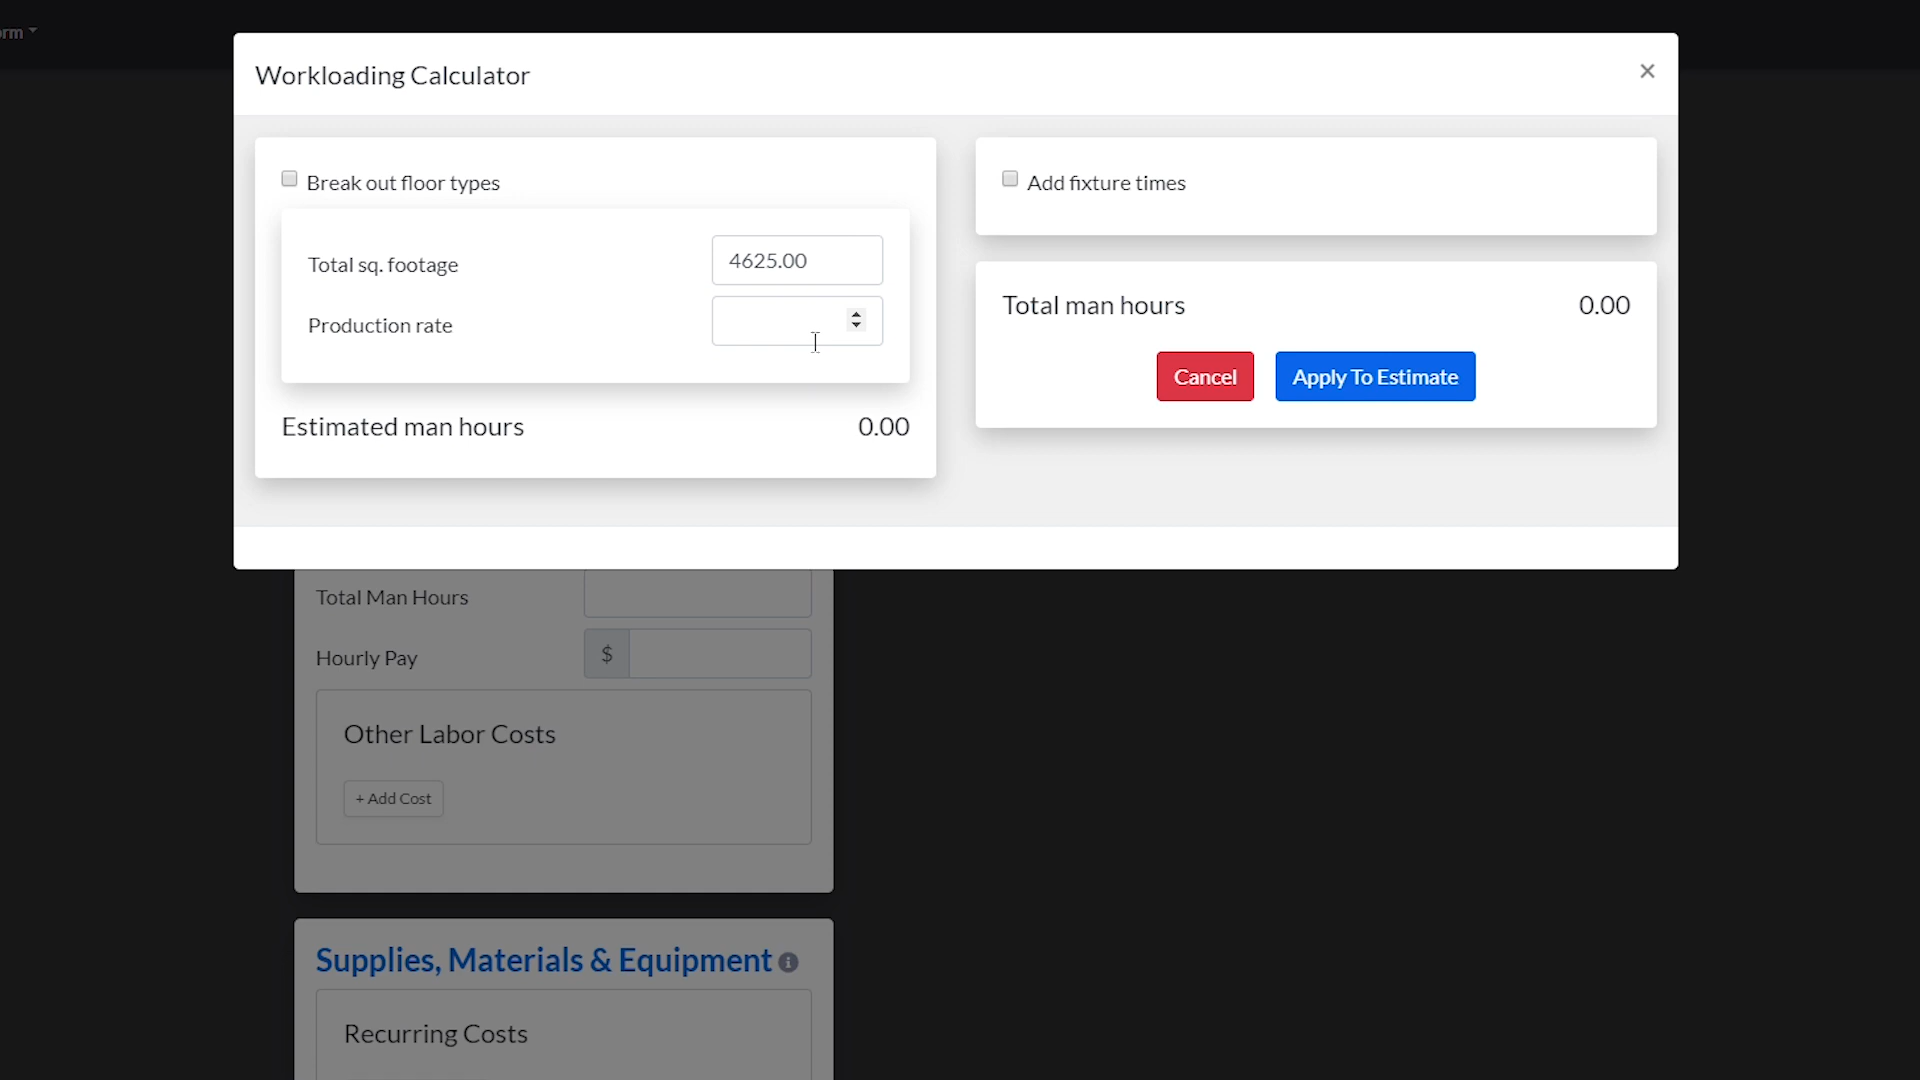 Workloading Calculator
×
Break out floor types
Total sq. footage
4625.00
Production rate
Estimated man hours
0.00
Add fixture times
Total man hours
0.00
Cancel
Apply To Estimate
Total Man Hours
Hourly Pay
$
Other Labor Costs
+ Add Cost
Supplies, Materials & Equipment
Recurring Costs